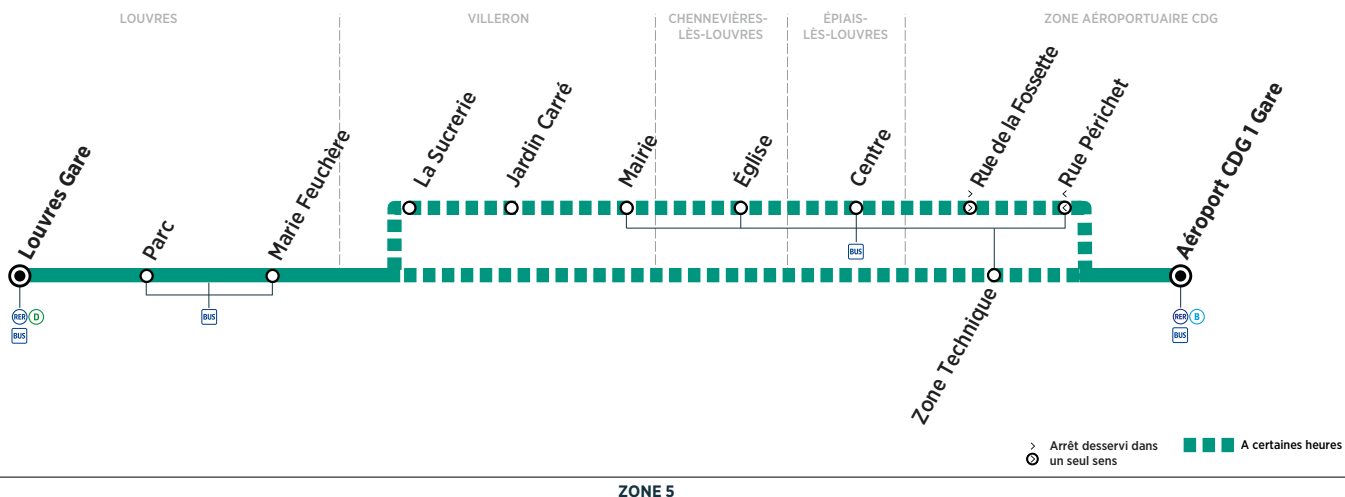 LOUVRES
VILLERON
CHENNEVIÈRES-
LÈS-LOUVRES
ÉPIAIS-
LÈS-LOUVRES
ZONE AÉROPORTUAIRE CDG
Louvres Gare
Parc
Marie Feuchère
La Sucrerie
Jardin Carré
Mairie
Église
Centre
Rue de la Fossette
Rue Périchet
Aéroport CDG 1 Gare
Zone Technique
RER D
BUS
BUS
BUS
RER B
BUS
> Arrêt desservi dans
un seul sens
A certaines heures
ZONE 5